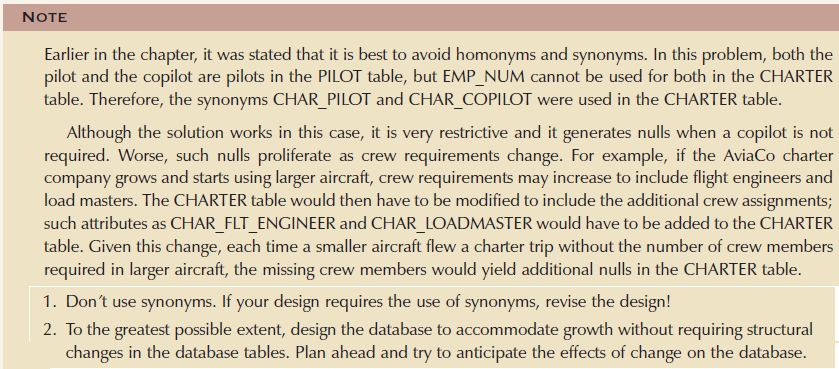 NOTE
Earlier in the chapter, it was stated that it is best to avoid homonyms and synonyms. In this problem, both the
pilot and the copilot are pilots in the PILOT table, but EMP_NUM cannot be used for both in the CHARTER
table. Therefore, the synonyms CHAR_PILOT and CHAR_COPILOT were used in the CHARTER table.
Although the solution works in this case, it is very restrictive and it generates nulls when a copilot is not
required. Worse, such nulls proliferate as crew requirements change. For example, if the AviaCo charter
company grows and starts using larger aircraft, crew requirements may increase to include flight engineers and
load masters. The CHARTER table would then have to be modified to include the additional crew assignments;
such attributes as CHAR_FLT_ENGINEER and CHAR_LOADMASTER would have to be added to the CHARTER
table. Given this change, each time a smaller aircraft flew a charter trip without the number of crew members
required in larger aircraft, the missing crew members would yield additional nulls in the CHARTER table.
1. Don't use synonyms. If your design requires the use of synonyms, revise the design!
2. To the greatest possible extent, design the database to accommodate growth without requiring structural
changes in the database tables. Plan ahead and try to anticipate the effects of change on the database.